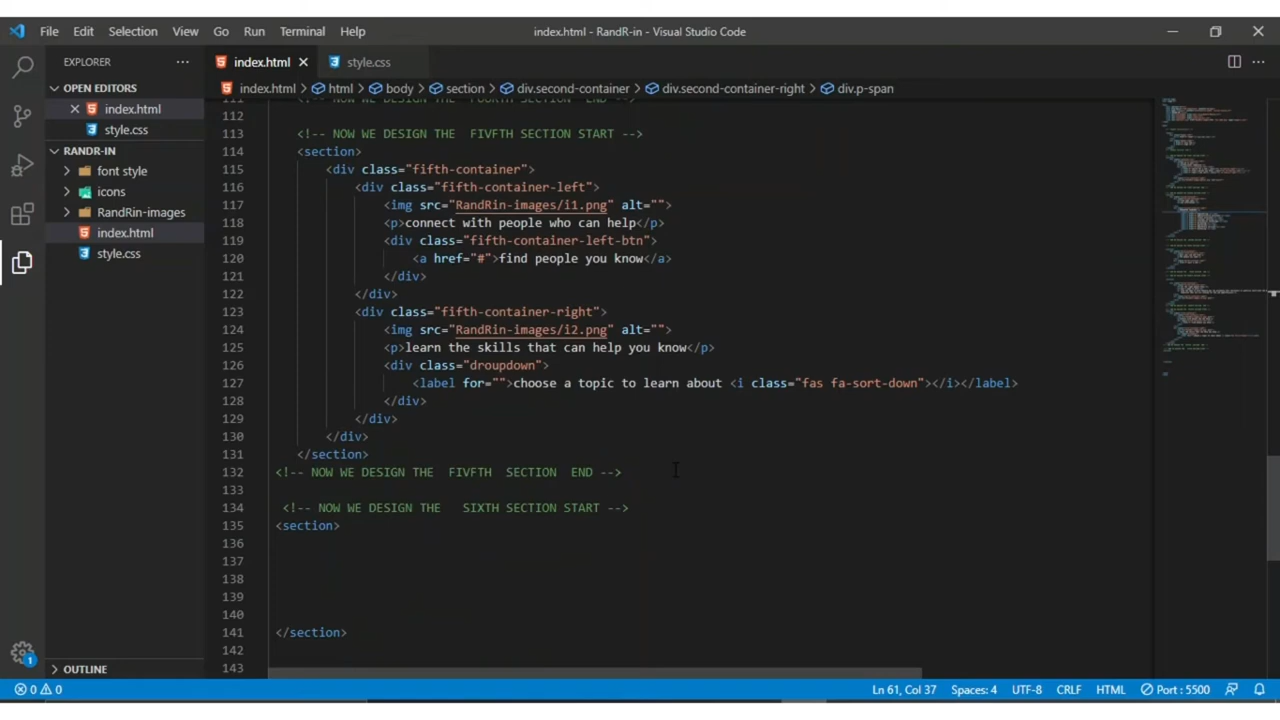 File Edit Selection View Go Run Terminal Help index.html - RandR-in - Visual Studio Code
EXPLORER ... index.html × style.css ...
OPEN EDITORS
× index.html
style.css
RANDR-IN
font style
icons
RandRin-images
index.html
style.css
OUTLINE
index.html > html > body > section > div.second-container > div.second-container-right > div.p-span
111 <!-- NOW WE DESIGN THE FOURTH SECTION END -->
112
113 <!-- NOW WE DESIGN THE  FIVFTH SECTION START -->
114 <section>
115 <div class="fifth-container">
116 <div class="fifth-container-left">
117 <img src="RandRin-images/i1.png" alt="">
118 <p>connect with people who can help</p>
119 <div class="fifth-container-left-btn">
120 <a href="#">find people you know</a>
121 </div>
122 </div>
123 <div class="fifth-container-right">
124 <img src="RandRin-images/i2.png" alt="">
125 <p>learn the skills that can help you know</p>
126 <div class="droupdown">
127 <label for="">choose a topic to learn about <i class="fas fa-sort-down"></i></label>
128 </div>
129 </div>
130 </div>
131 </section>
132 <!-- NOW WE DESIGN THE  FIVFTH  SECTION  END -->
133
134 <!-- NOW WE DESIGN THE   SIXTH SECTION START -->
135 <section>
136
137
138
139
140
141 </section>
142
143
1
0 0 Ln 61, Col 37 Spaces: 4 UTF-8 CRLF HTML Port : 5500